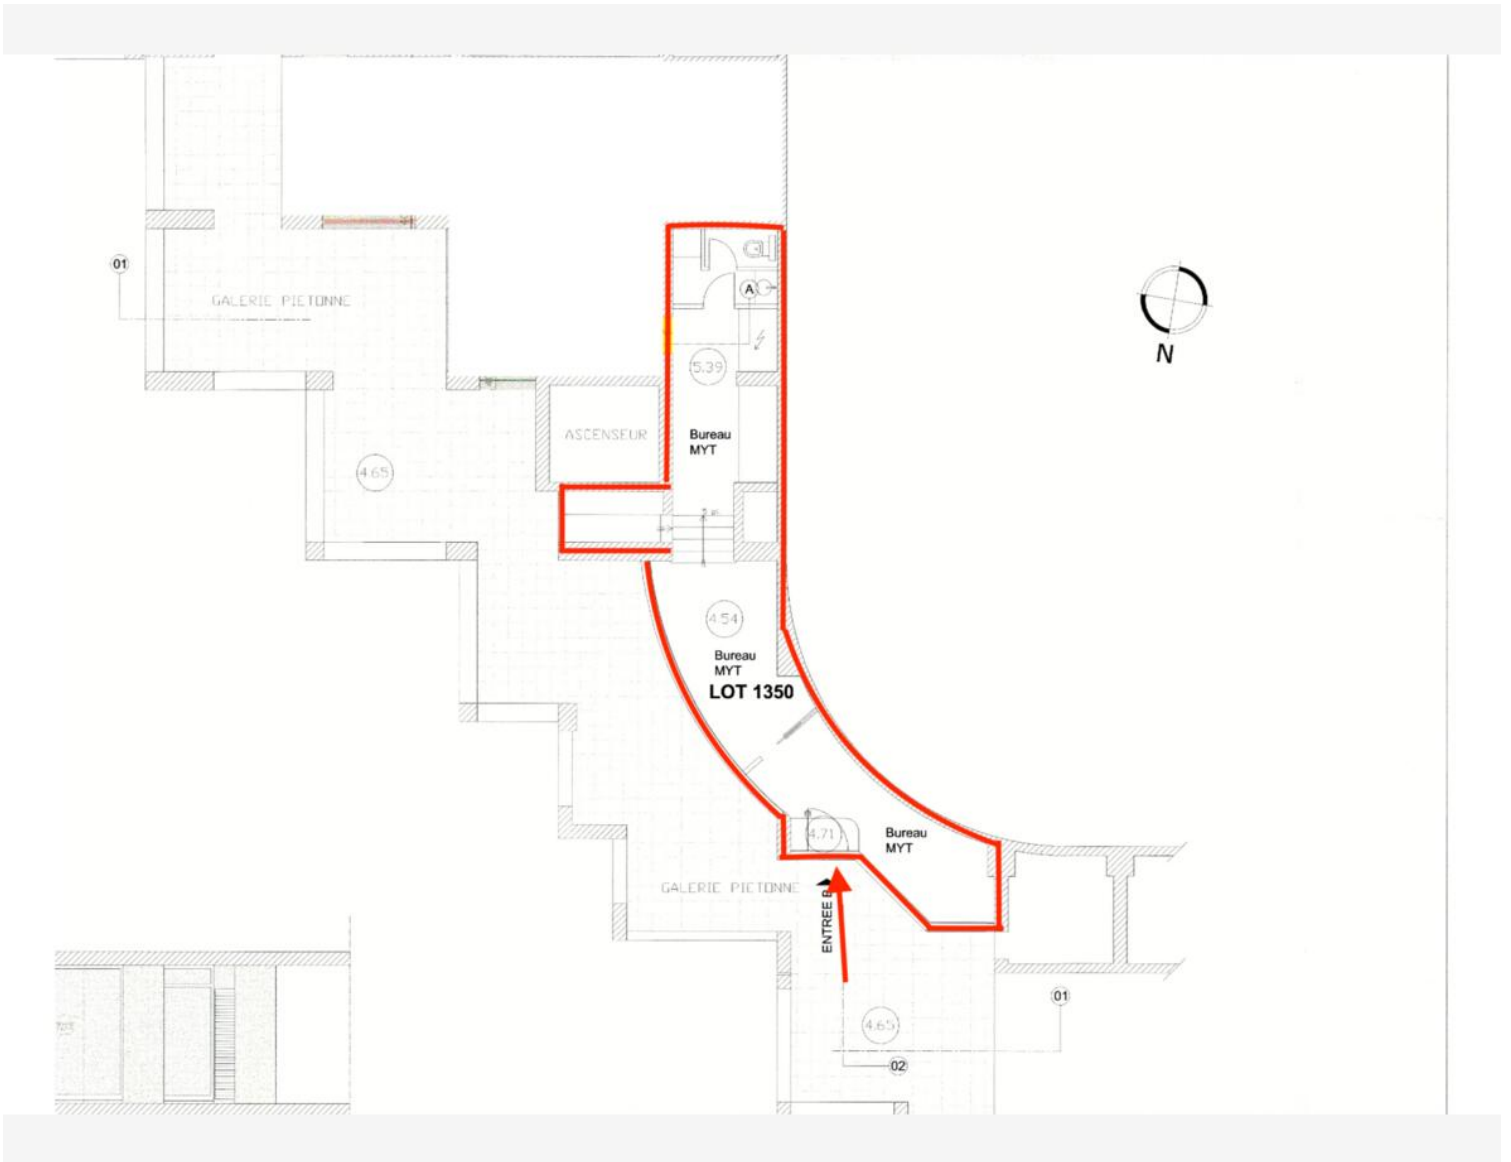 01
GALERIE PIETONNE
A
5.39
N
ASCENSEUR
Bureau
MYT
4.65
4.54
Bureau
MYT
LOT 1350
4.71
Bureau
MYT
GALERIE PIETONNE
ENTREE B
01
4.65
02